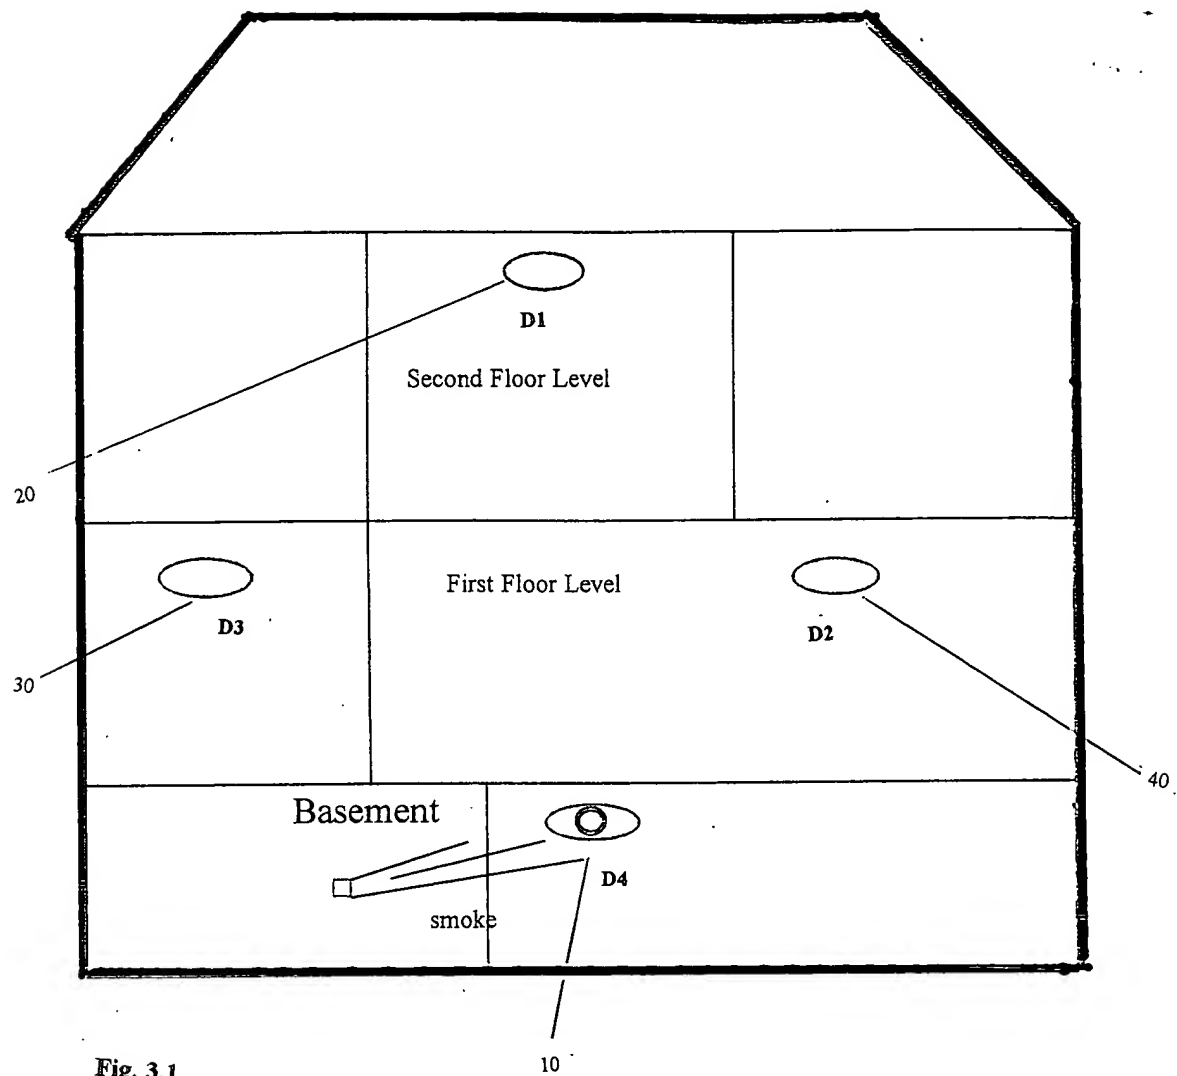 D1
Second Floor Level
20
First Floor Level
D3
D2
30
40
Basement
D4
smoke
10
Fig. 3.1